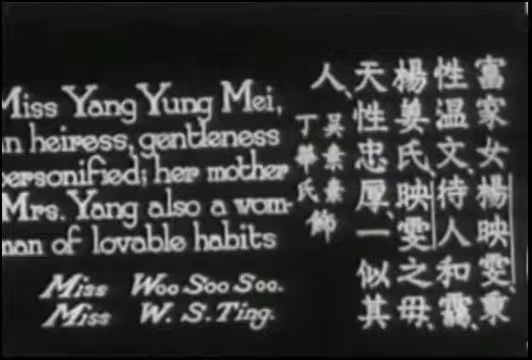 Miss Yang Yung Mei,
n heiress, gentleness
personified; her mother
Mrs. Yang also a wom-
man of lovable habits
Miss Woo Soo Soo.
Miss W. S. Ting.
富家女楊映雯、秉
性溫文、待人和靄、
楊姜氏、映雯之母、
天性忠厚、一似其
人、
吳素素
丁華氏
飾